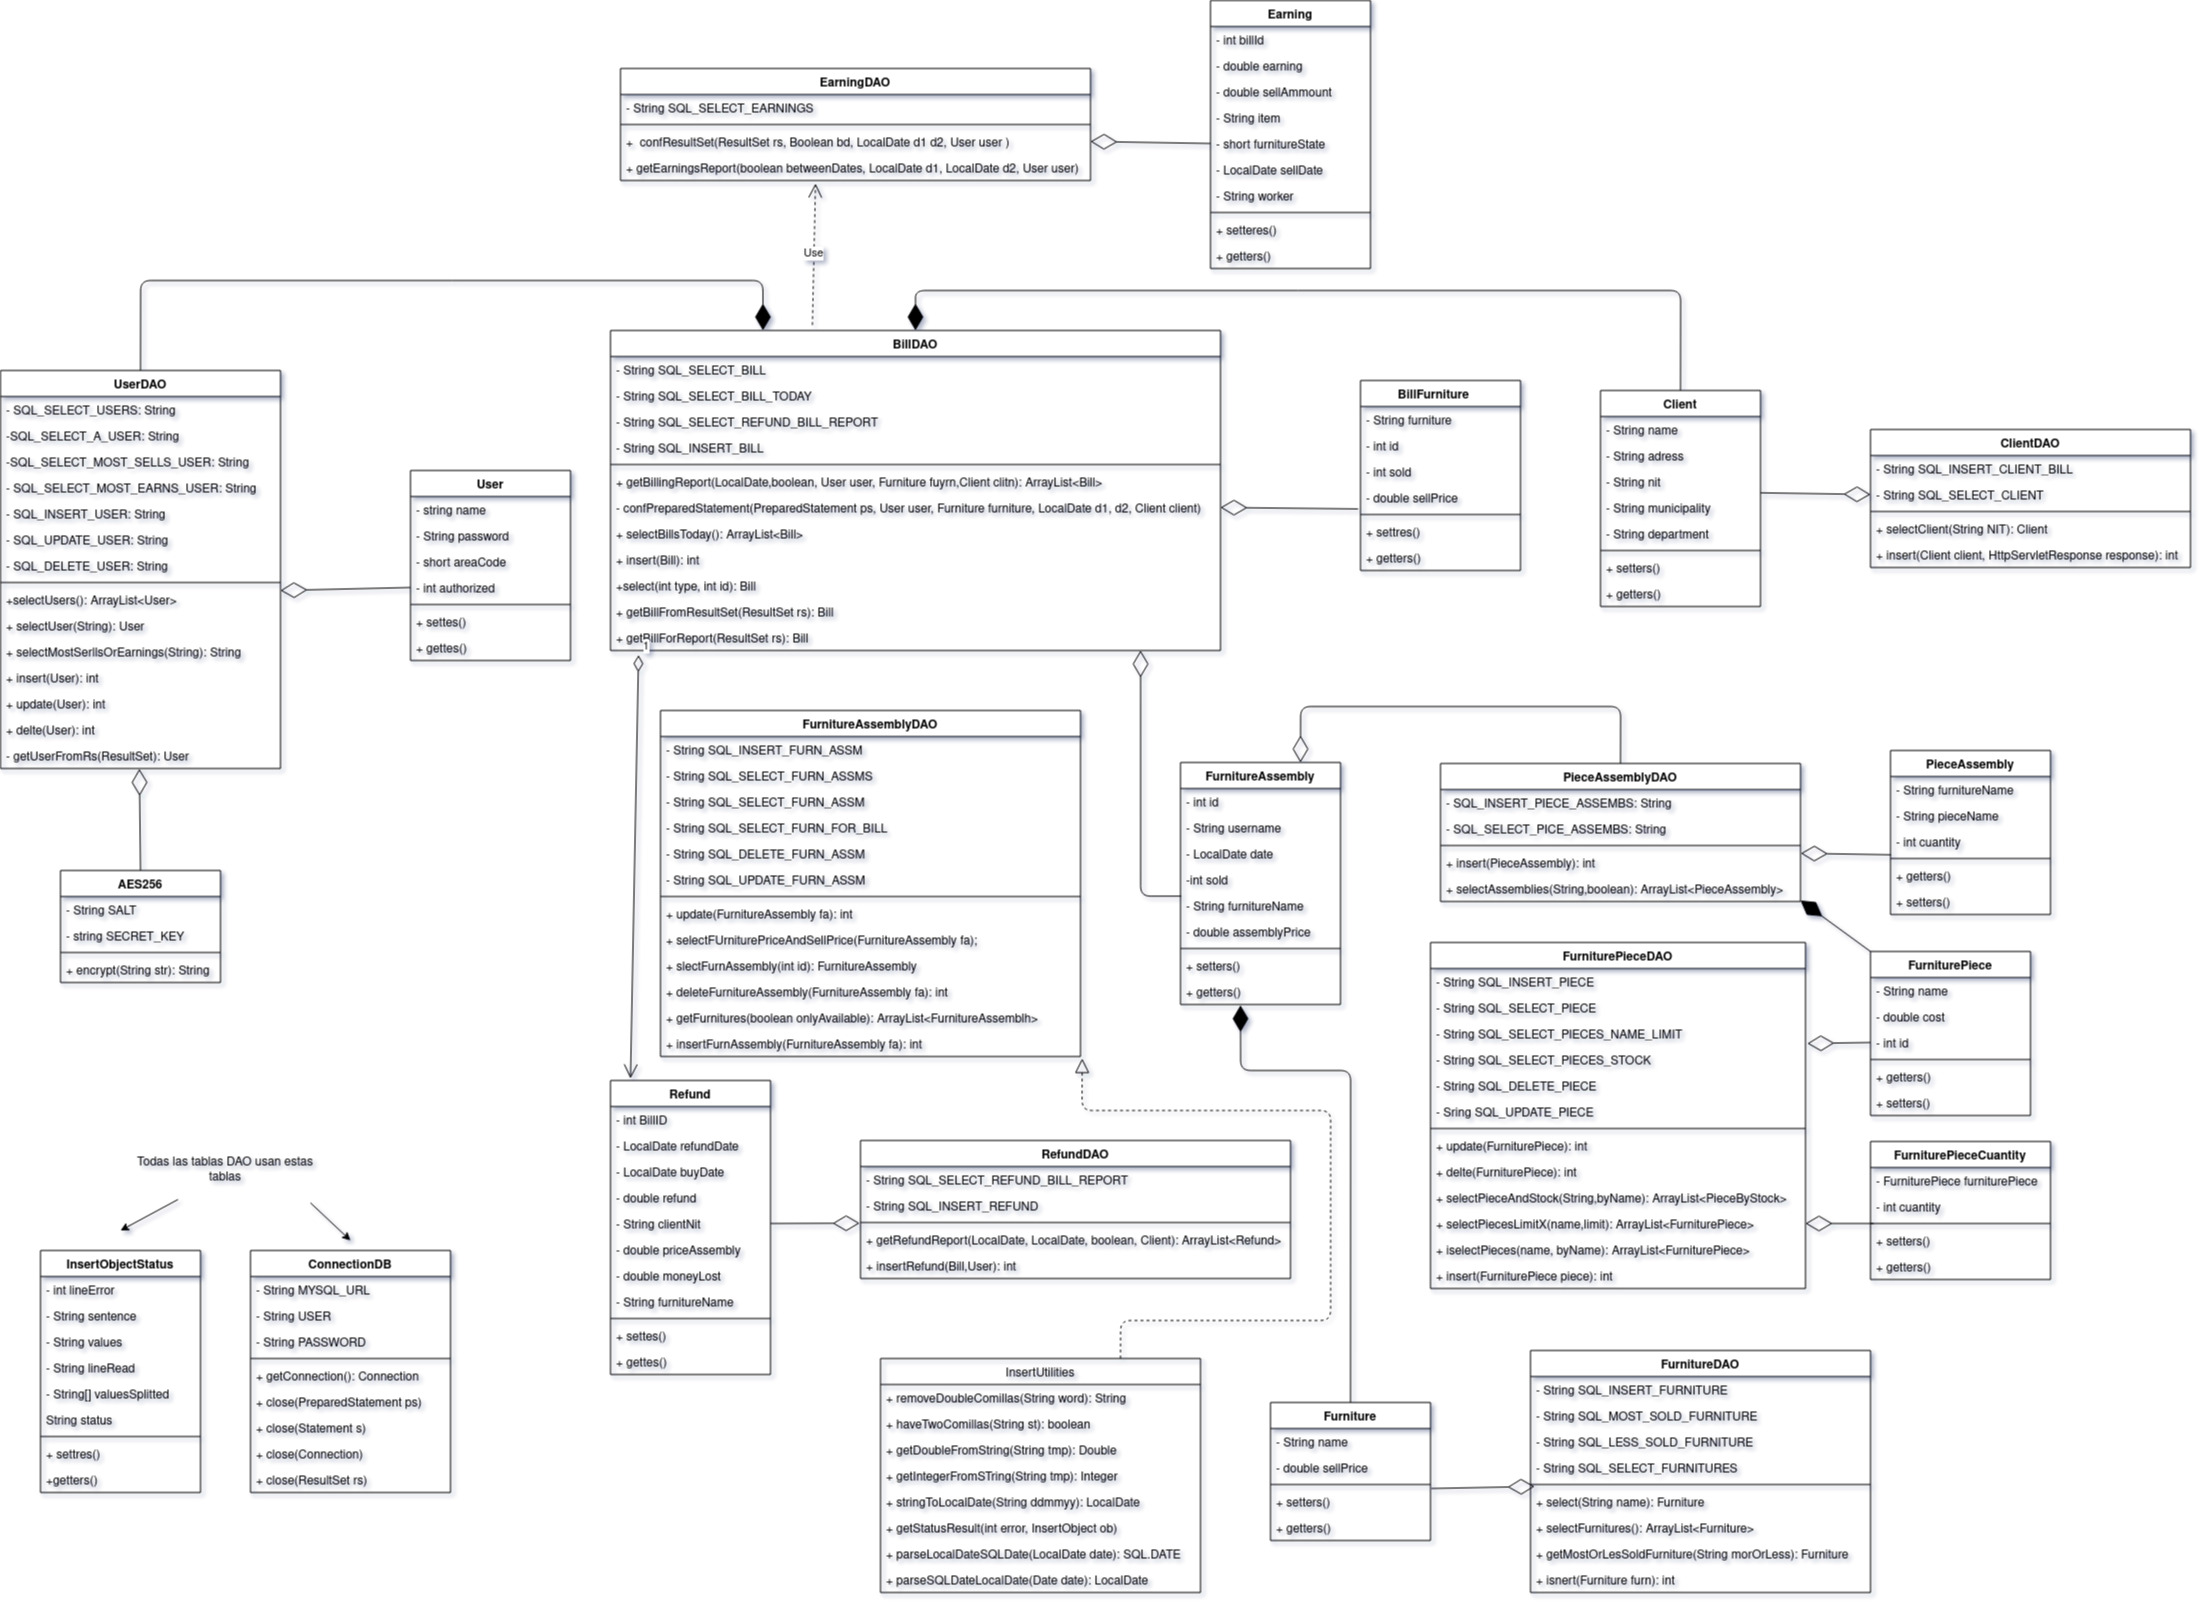 Earning
- int billId
- double earning
- double sellAmmount
- String item
- short furnitureState
- LocalDate sellDate
- String worker
+ setteres()
+ getters()
EarningDAO
- String SQL_SELECT_EARNINGS
+ confResultSet(ResultSet rs, Boolean bd, LocalDate d1 d2, User user )
+ getEarningsReport(boolean betweenDates, LocalDate d1, LocalDate d2, User user)
Use
UserDAO
- SQL_SELECT_USERS: String
-SQL_SELECT_A_USER: String
-SQL_SELECT_MOST_SELLS_USER: String
- SQL_SELECT_MOST_EARNS_USER: String
- SQL_INSERT_USER: String
- SQL_UPDATE_USER: String
- SQL_DELETE_USER: String
+selectUsers(): ArrayList<User>
+ selectUser(String): User
+ selectMostSerllsOrEarnings(String): String
+ insert(User): int
+ update(User): int
+ delte(User): int
- getUserFromRs(ResultSet): User
User
- string name
- String password
- short areaCode
- int authorized
+ settes()
+ gettes()
BillDAO
- String SQL_SELECT_BILL
- String SQL_SELECT_BILL_TODAY
- String SQL_SELECT_REFUND_BILL_REPORT
- String SQL_INSERT_BILL
+ getBillingReport(LocalDate,boolean, User user, Furniture fuyrn,Client clitn): ArrayList<Bill>
- confPreparedStatement(PreparedStatement ps, User user, Furniture furniture, LocalDate d1, d2, Client client)
+ selectBillsToday(): ArrayList<Bill>
+ insert(Bill): int
+select(int type, int id): Bill
+ getBillFromResultSet(ResultSet rs): Bill
+ getBillForReport(ResultSet rs): Bill
1
BillFurniture
- String furniture
- int id
- int sold
- double sellPrice
+ settres()
+ getters()
Client
- String name
- String adress
- String nit
- String municipality
- String department
+ setters()
+ getters()
ClientDAO
- String SQL_INSERT_CLIENT_BILL
- String SQL_SELECT_CLIENT
+ selectClient(String NIT): Client
+ insert(Client client, HttpServletResponse response): int
AES256
- String SALT
- string SECRET_KEY
+ encrypt(String str): String
FurnitureAssemblyDAO
- String SQL_INSERT_FURN_ASSM
- String SQL_SELECT_FURN_ASSMS
- String SQL_SELECT_FURN_ASSM
- String SQL_SELECT_FURN_FOR_BILL
- String SQL_DELETE_FURN_ASSM
- String SQL_UPDATE_FURN_ASSM
+ update(FurnitureAssembly fa): int
+ selectFUrniturePriceAndSellPrice(FurnitureAssembly fa);
+ slectFurnAssembly(int id): FurnitureAssembly
+ deleteFurnitureAssembly(FurnitureAssembly fa): int
+ getFurnitures(boolean onlyAvailable): ArrayList<FurnitureAssemblh>
+ insertFurnAssembly(FurnitureAssembly fa): int
FurnitureAssembly
- int id
- String username
- LocalDate date
-int sold
- String furnitureName
- double assemblyPrice
+ setters()
+ getters()
PieceAssemblyDAO
- SQL_INSERT_PIECE_ASSEMBS: String
- SQL_SELECT_PICE_ASSEMBS: String
+ insert(PieceAssembly): int
+ selectAssemblies(String,boolean): ArrayList<PieceAssembly>
PieceAssembly
- String furnitureName
- String pieceName
- int cuantity
+ getters()
+ setters()
FurniturePieceDAO
- String SQL_INSERT_PIECE
- String SQL_SELECT_PIECE
- String SQL_SELECT_PIECES_NAME_LIMIT
- String SQL_SELECT_PIECES_STOCK
- String SQL_DELETE_PIECE
- Sring SQL_UPDATE_PIECE
+ update(FurniturePiece): int
+ delte(FurniturePiece): int
+ selectPieceAndStock(String,byName): ArrayList<PieceByStock>
+ selectPiecesLimitX(name,limit): ArrayList<FurniturePiece>
+ iselectPieces(name, byName): ArrayList<FurniturePiece>
+ insert(FurniturePiece piece): int
FurniturePiece
- String name
- double cost
- int id
+ getters()
+ setters()
FurniturePieceCuantity
- FurniturePiece furniturePiece
- int cuantity
+ setters()
+ getters()
Refund
- int BillID
- LocalDate refundDate
- LocalDate buyDate
- double refund
- String clientNit
- double priceAssembly
- double moneyLost
- String furnitureName
+ settes()
+ gettes()
RefundDAO
- String SQL_SELECT_REFUND_BILL_REPORT
- String SQL_INSERT_REFUND
+ getRefundReport(LocalDate, LocalDate, boolean, Client): ArrayList<Refund>
+ insertRefund(Bill,User): int
Todas las tablas DAO usan estas
tablas
InsertObjectStatus
- int lineError
- String sentence
- String values
- String lineRead
- String[] valuesSplitted
String status
+ settres()
+getters()
ConnectionDB
- String MYSQL_URL
- String USER
- String PASSWORD
+ getConnection(): Connection
+ close(PreparedStatement ps)
+ close(Statement s)
+ close(Connection)
+ close(ResultSet rs)
InsertUtilities
+ removeDoubleComillas(String word): String
+ haveTwoComillas(String st): boolean
+ getDoubleFromString(String tmp): Double
+ getIntegerFromSTring(String tmp): Integer
+ stringToLocalDate(String ddmmyy): LocalDate
+ getStatusResult(int error, InsertObject ob)
+ parseLocalDateSQLDate(LocalDate date): SQL.DATE
+ parseSQLDateLocalDate(Date date): LocalDate
Furniture
- String name
- double sellPrice
+ setters()
+ getters()
FurnitureDAO
- String SQL_INSERT_FURNITURE
- String SQL_MOST_SOLD_FURNITURE
- String SQL_LESS_SOLD_FURNITURE
- String SQL_SELECT_FURNITURES
+ select(String name): Furniture
+ selectFurnitures(): ArrayList<Furniture>
+ getMostOrLesSoldFurniture(String morOrLess): Furniture
+ isnert(Furniture furn): int